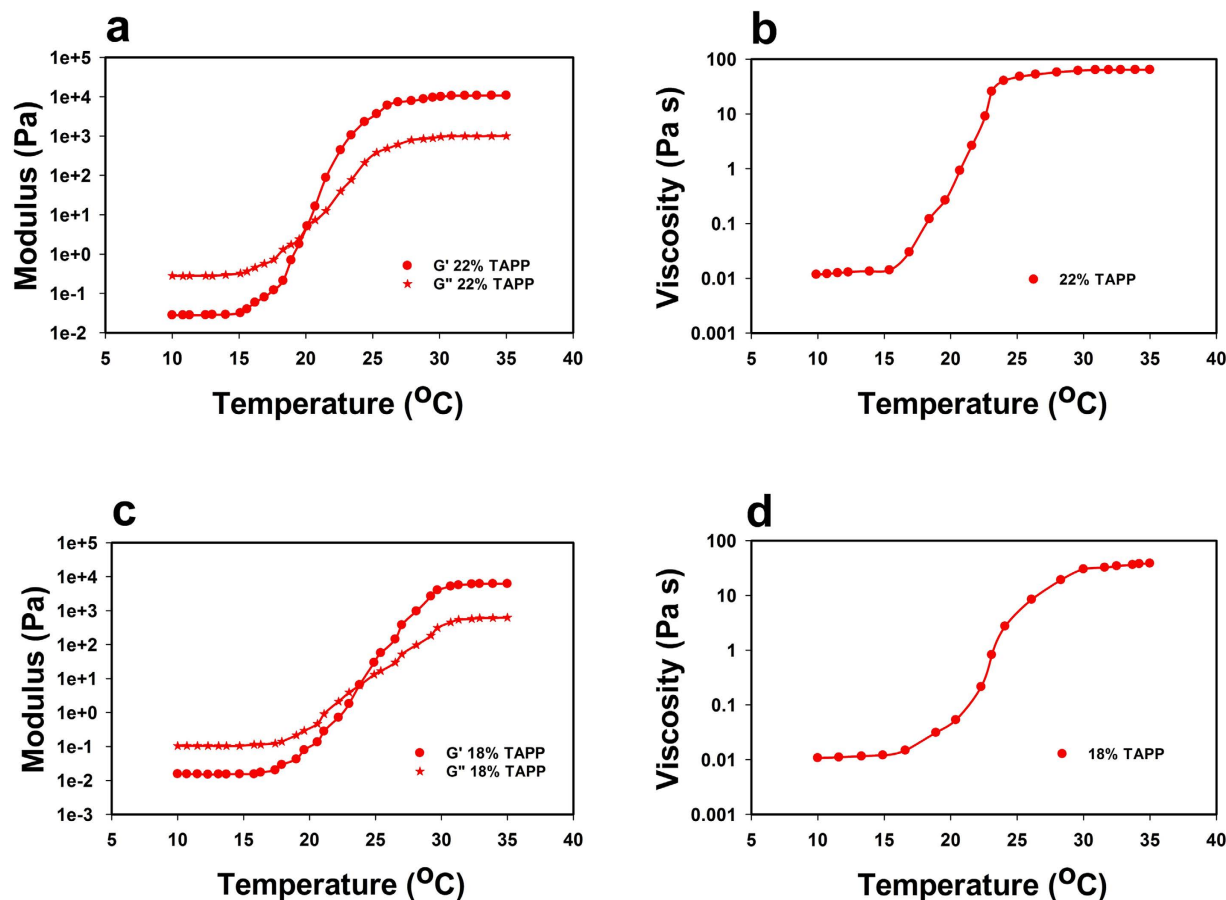 a
1e+5
1e+4
1e+3
1e+2
1e+1
1e+0
1e-1
1e-2
Modulus (Pa)
G' 22% TAPP
G" 22% TAPP
5 10 15 20 25 30 35 40
Temperature (ºC)
b
100
10
1
0.1
0.01
0.001
Viscosity (Pa s)
22% TAPP
5 10 15 20 25 30 35 40
Temperature (ºC)
c
1e+5
1e+4
1e+3
1e+2
1e+1
1e+0
1e-1
1e-2
1e-3
Modulus (Pa)
G' 18% TAPP
G" 18% TAPP
5 10 15 20 25 30 35 40
Temperature (ºC)
d
100
10
1
0.1
0.01
0.001
Viscosity (Pa s)
18% TAPP
5 10 15 20 25 30 35 40
Temperature (ºC)